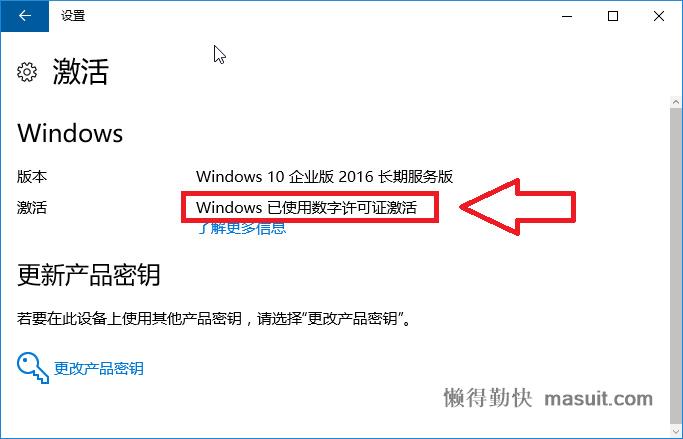 设置
激活
Windows
版本 Windows 10 企业版 2016 长期服务版
激活 Windows 已使用数字许可证激活
了解更多信息
更新产品密钥
若要在此设备上使用其他产品密钥，请选择“更改产品密钥”。
更改产品密钥
懒得勤快 masuit.com